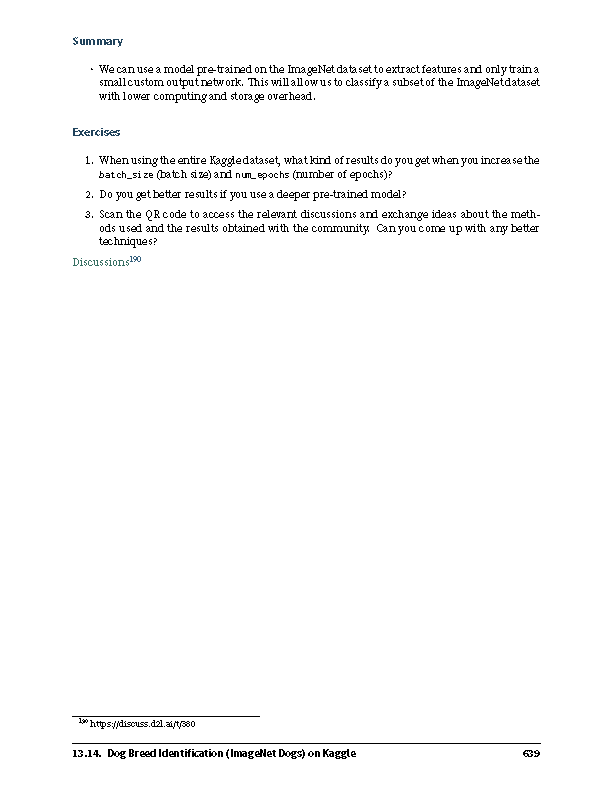 Summary
• We can use a model pre-trained on the ImageNet dataset to extract features and only train a
small custom output network. This will allow us to classify a subset of the ImageNet dataset
with lower computing and storage overhead.
Exercises
1. When using the entire Kaggle dataset, what kind of results do you get when you increase the
batch_size (batch size) and num_epochs (number of epochs)?
2. Do you get better results if you use a deeper pre-trained model?
3. Scan the QR code to access the relevant discussions and exchange ideas about the meth-
ods used and the results obtained with the community. Can you come up with any better
techniques?
Discussions190
190 https://discuss.d2l.ai/t/380
13.14. Dog Breed Identification (ImageNet Dogs) on Kaggle 639